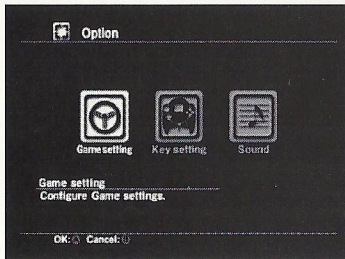 Option
Game setting Key setting Sound
Game setting
Configure Game settings.
OK: Cancel: